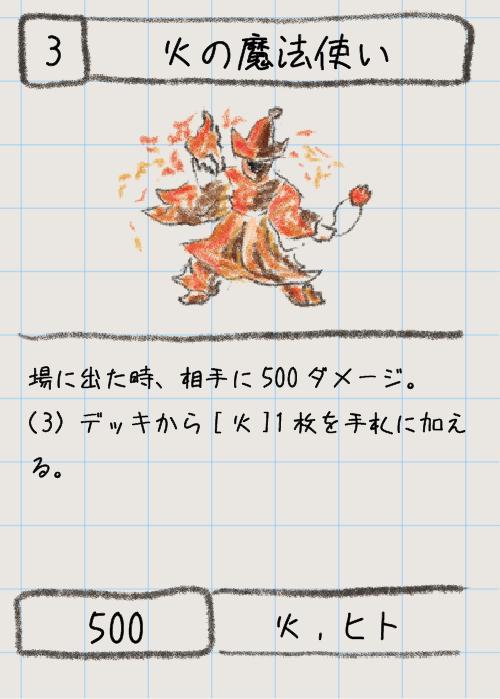 3
火の魔法使い
場に出た時、相手に500ダメージ。
(3) デッキから[火]1枚を手札に加え
る。
500
火,ヒト